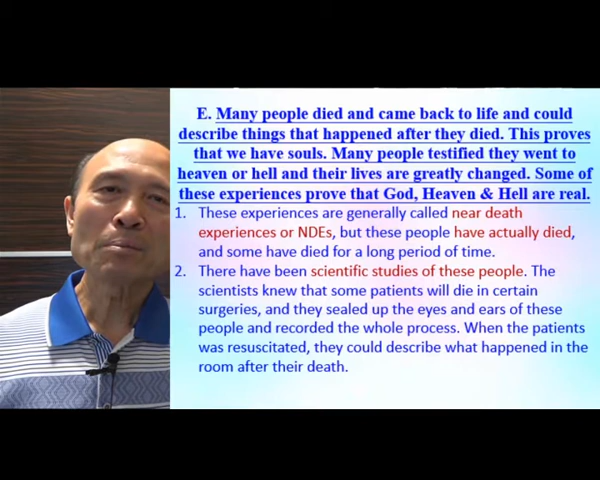 E. Many people died and came back to life and could
describe things that happened after they died. This proves
that we have souls. Many people testified they went to
heaven or hell and their lives are greatly changed. Some of
these experiences prove that God, Heaven & Hell are real.
1. These experiences are generally called near death
experiences or NDEs, but these people have actually died,
and some have died for a long period of time.
2. There have been scientific studies of these people. The
scientists knew that some patients will die in certain
surgeries, and they sealed up the eyes and ears of these
people and recorded the whole process. When the patients
was resuscitated, they could describe what happened in the
room after their death.